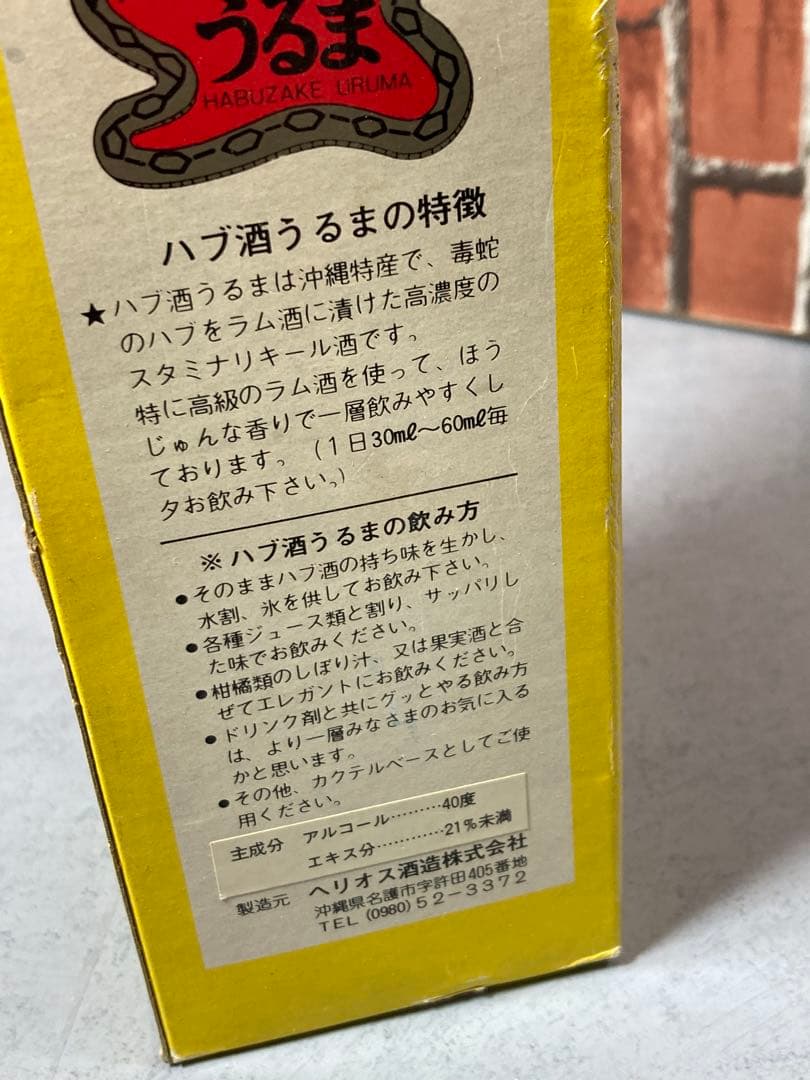 うるま
HABUZAKE URUMA
ハブ酒うるまの特徴
★ハブ酒うるまは沖縄特産で、毒蛇
のハブをラム酒に漬けた高濃度の
スタミナリキール酒です。
特に高級のラム酒を使って、ほう
じゅんな香りで一層飲みやすくし
ております。(1日30mℓ〜60mℓ毎
夕お飲み下さい。)
※ハブ酒うるまの飲み方
●そのままハブ酒の持ち味を生かし、
水割、氷を供してお飲み下さい。
●各種ジュース類と割り、サッパリし
た味でお飲みください。
●柑橘類のしぼり汁、又は果実酒と合
ぜてエレガントにお飲みください。
●ドリンク剤と共にグッとやる飲み方
は、より一層みなさまのお気に入る
かと思います。
●その他、カクテルベースとしてご使
用ください。
主成分 アルコール………40度
エキス分…………21%未満
製造元 ヘリオス酒造株式会社
沖縄県名護市字許田405番地
TEL (0980) 52-3372